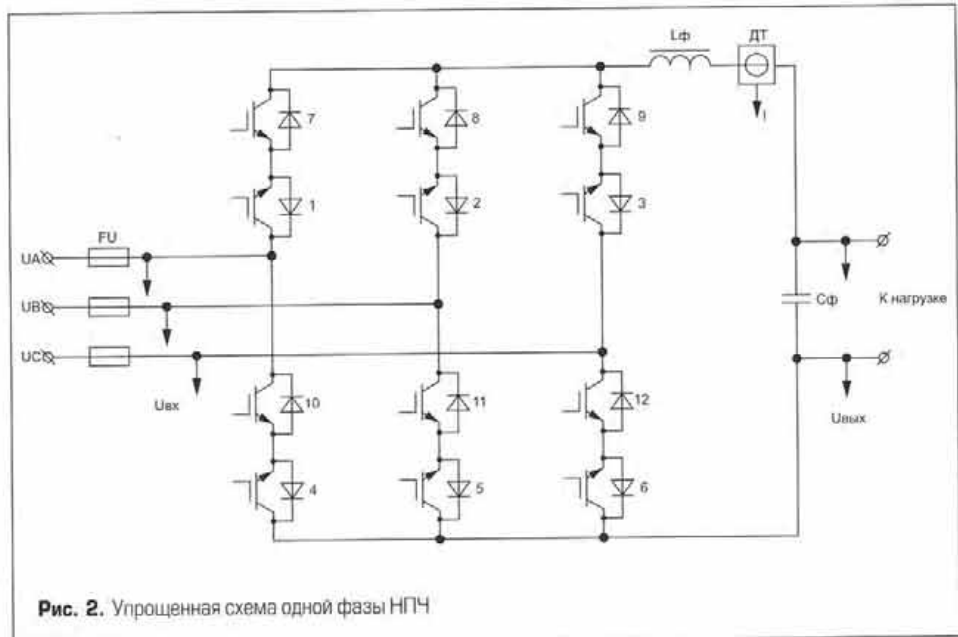 Lф
ДТ
I
7
8
9
1
2
3
FU
UA
UB
UC
Uвх
Сф
К нагрузке
Uвых
10
11
12
4
5
6
Рис. 2. Упрощенная схема одной фазы НПЧ